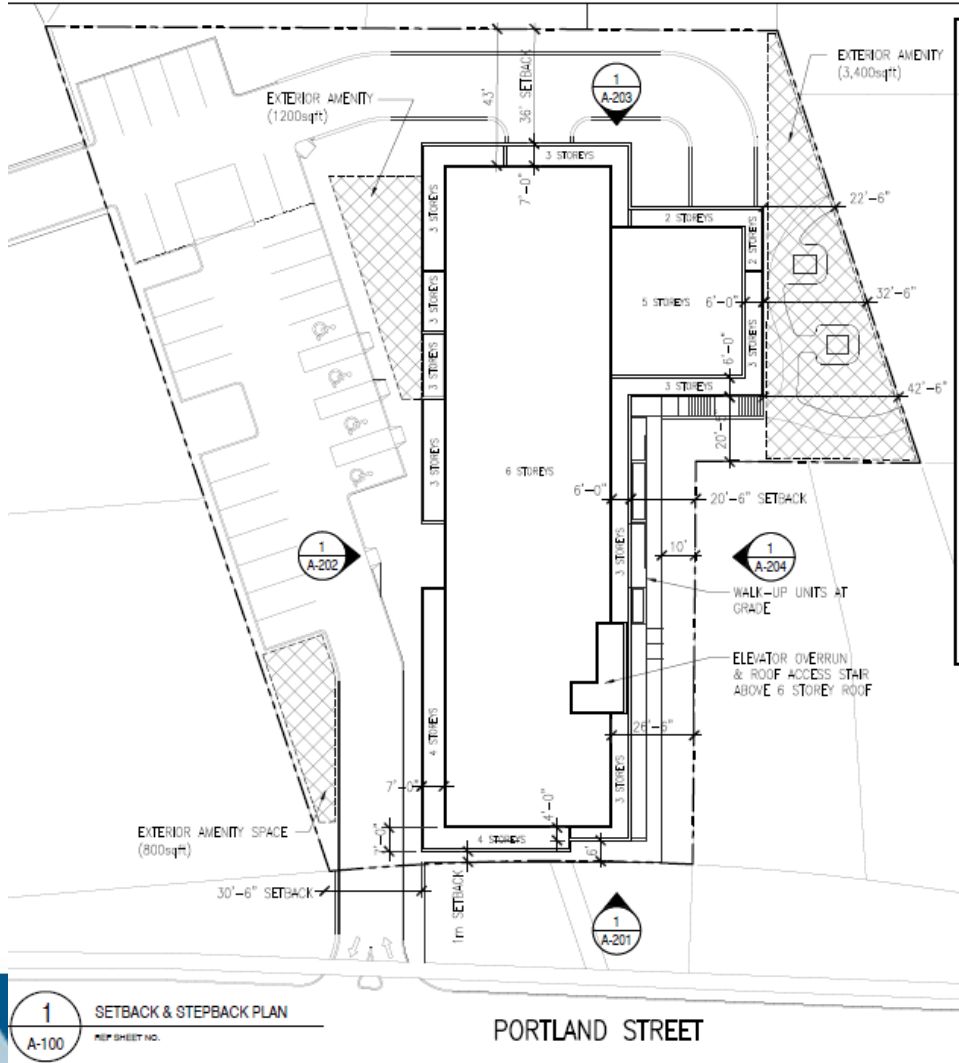 EXTERIOR AMENITY
(3,400sqft)
1
A-203
43'
36' SETBACK
EXTERIOR AMENITY
(1200sqft)
3 STOREYS
7'-0"
3 STOREYS
2 STOREYS
2 STOREYS
22'-6"
3 STOREYS
5 STOREYS
6'-0"
32'-6"
3 STOREYS
3 STOREYS
6'-0"
3 STOREYS
42'-6"
20'-6"
3 STOREYS
6 STOREYS
6'-0"
20'-6" SETBACK
1
A-202
3 STOREYS
10'
1
A-204
WALK-UP UNITS AT
GRADE
ELEVATOR OVERRUN
& ROOF ACCESS STAIR
ABOVE 6 STOREY ROOF
4 STOREYS
26'-6"
3 STOREYS
7'-0"
EXTERIOR AMENITY SPACE
(800sqft)
7'-0"
4 STOREYS
4'-0"
6'
30'-6" SETBACK
1m SETBACK
1
A-201
1
A-100
SETBACK & STEPBACK PLAN
REF SHEET NO.
PORTLAND STREET